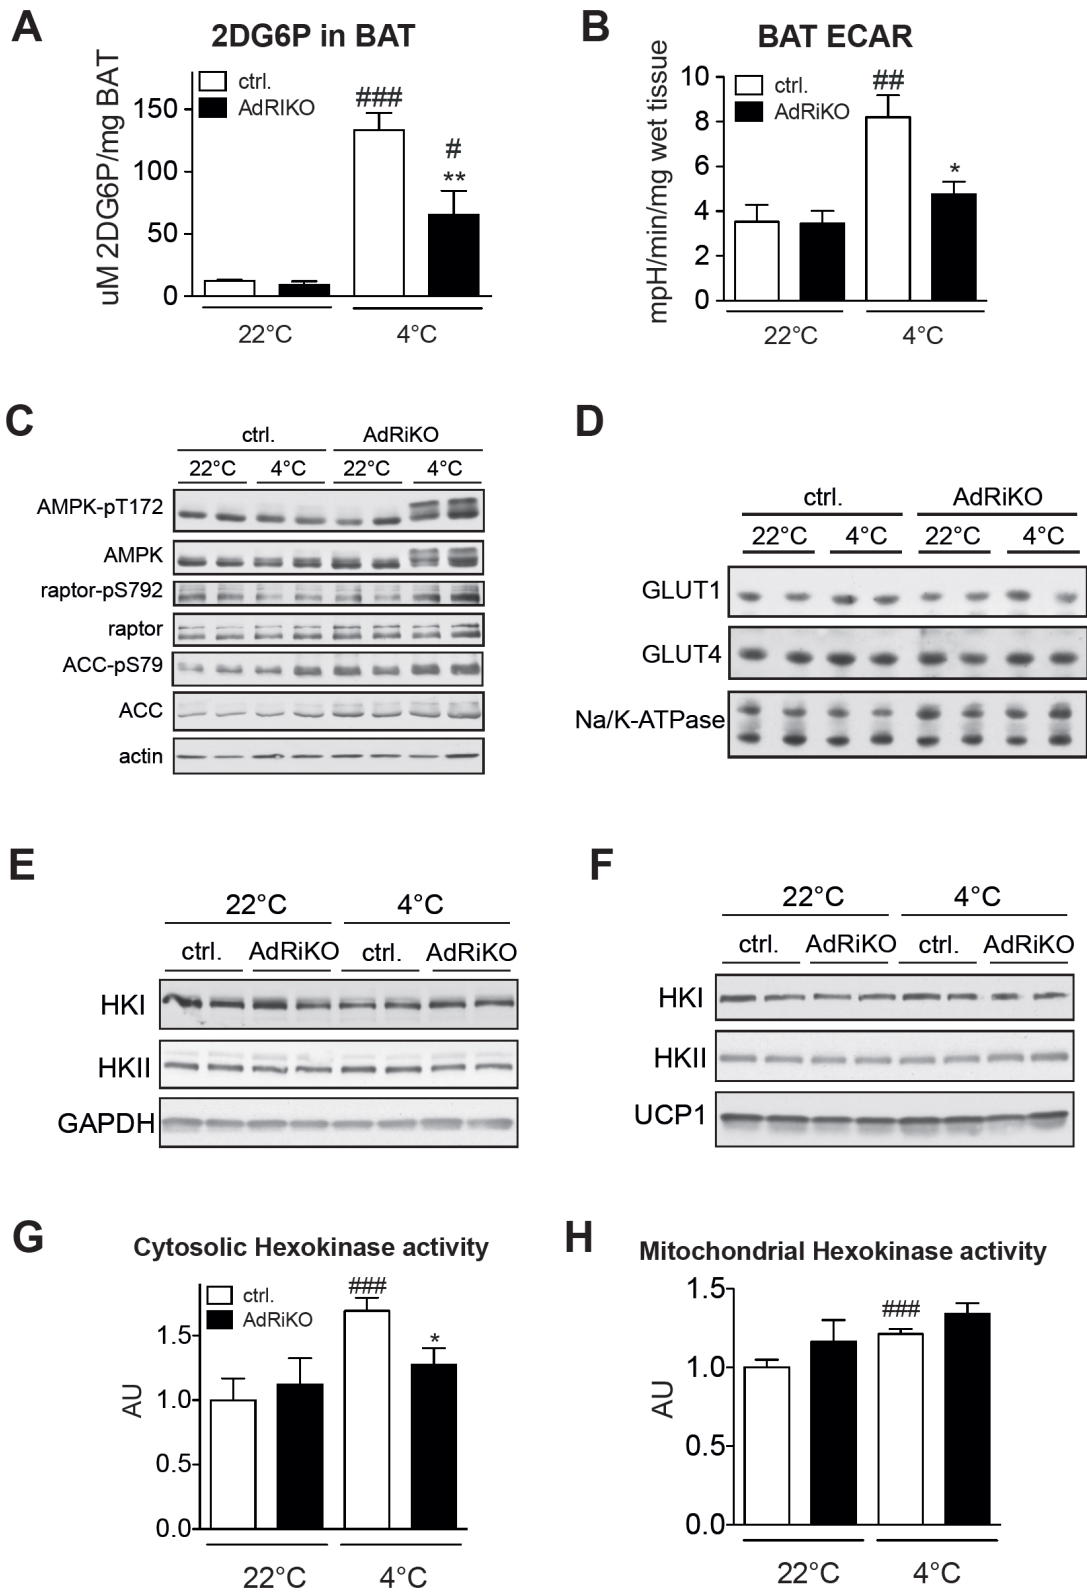 A
2DG6P in BAT
uM 2DG6P/mg BAT
150
100
50
0
ctrl.
AdRIKO
###
#
**
22°C
4°C
B
BAT ECAR
mpH/min/mg wet tissue
10
8
6
4
2
0
ctrl.
AdRiKO
##
*
22°C
4°C
C
ctrl.
AdRiKO
22°C 4°C 22°C 4°C
AMPK-pT172
AMPK
raptor-pS792
raptor
ACC-pS79
ACC
actin
D
ctrl.
AdRiKO
22°C 4°C 22°C 4°C
GLUT1
GLUT4
Na/K-ATPase
E
22°C 4°C
ctrl. AdRiKO ctrl. AdRiKO
HKI
HKII
GAPDH
F
22°C 4°C
ctrl. AdRiKO ctrl. AdRiKO
HKI
HKII
UCP1
G
Cytosolic Hexokinase activity
AU
1.5
1.0
0.5
0.0
ctrl.
AdRiKO
###
*
22°C
4°C
H
Mitochondrial Hexokinase activity
AU
1.5
1.0
0.5
0.0
###
22°C
4°C